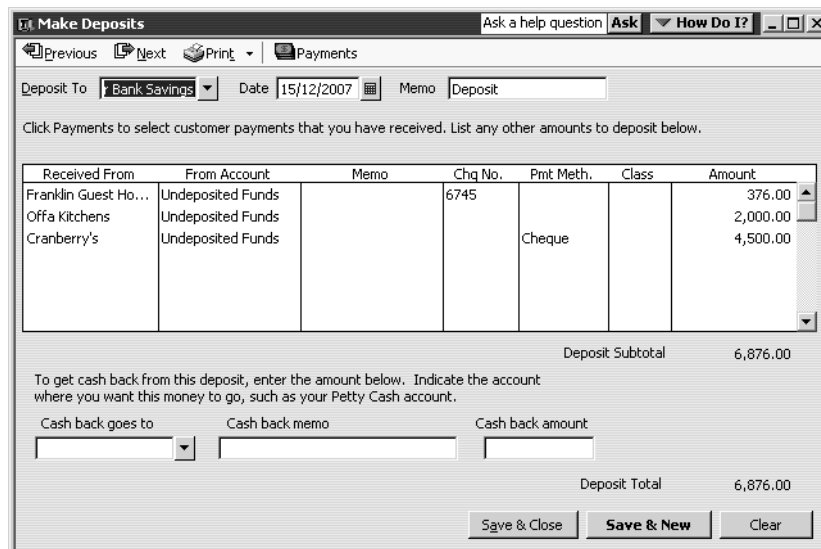 Make Deposits Ask a help question Ask How Do I?
Previous Next Print Payments
Deposit To Bank Savings Date 15/12/2007 Memo Deposit
Click Payments to select customer payments that you have received. List any other amounts to deposit below.
Received From From Account Memo Chq No. Pmt Meth. Class Amount
Franklin Guest Ho... Undeposited Funds 6745 376.00
Offa Kitchens Undeposited Funds 2,000.00
Cranberry's Undeposited Funds Cheque 4,500.00
Deposit Subtotal 6,876.00
To get cash back from this deposit, enter the amount below. Indicate the account
where you want this money to go, such as your Petty Cash account.
Cash back goes to Cash back memo Cash back amount
Deposit Total 6,876.00
Save & Close Save & New Clear